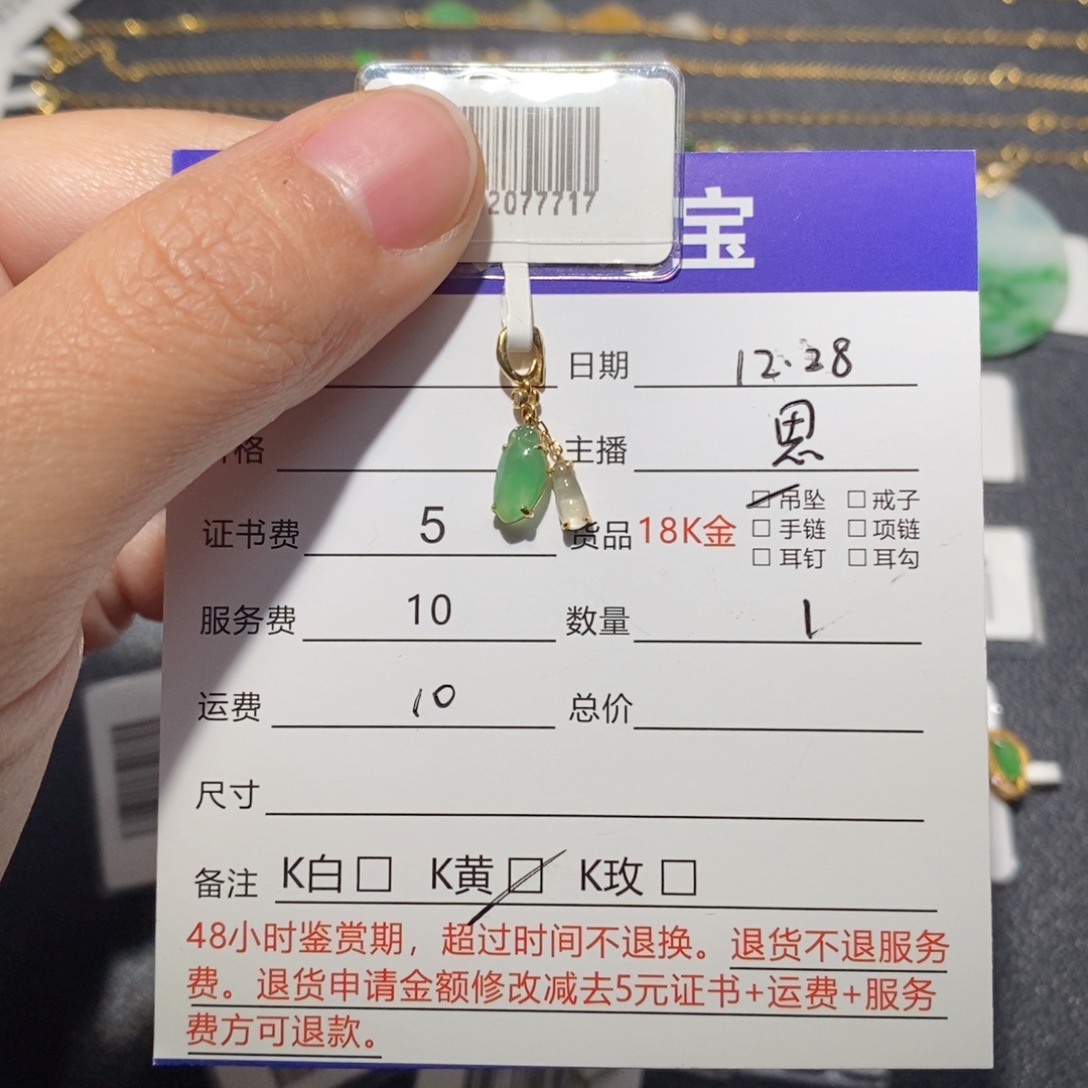 2077717
宝
日期 12.28
格 主播 思
证书费 5 货品 18K金 □ 吊坠 □ 戒子
□ 手链 □ 项链
□ 耳钉 □ 耳勾
服务费 10 数量 1
运费 10 总价
尺寸
备注 K白 □ K黄 □ K玫 □
48小时鉴赏期，超过时间不退换。退货不退服务
费。退货申请金额修改减去5元证书+运费+服务
费方可退款。